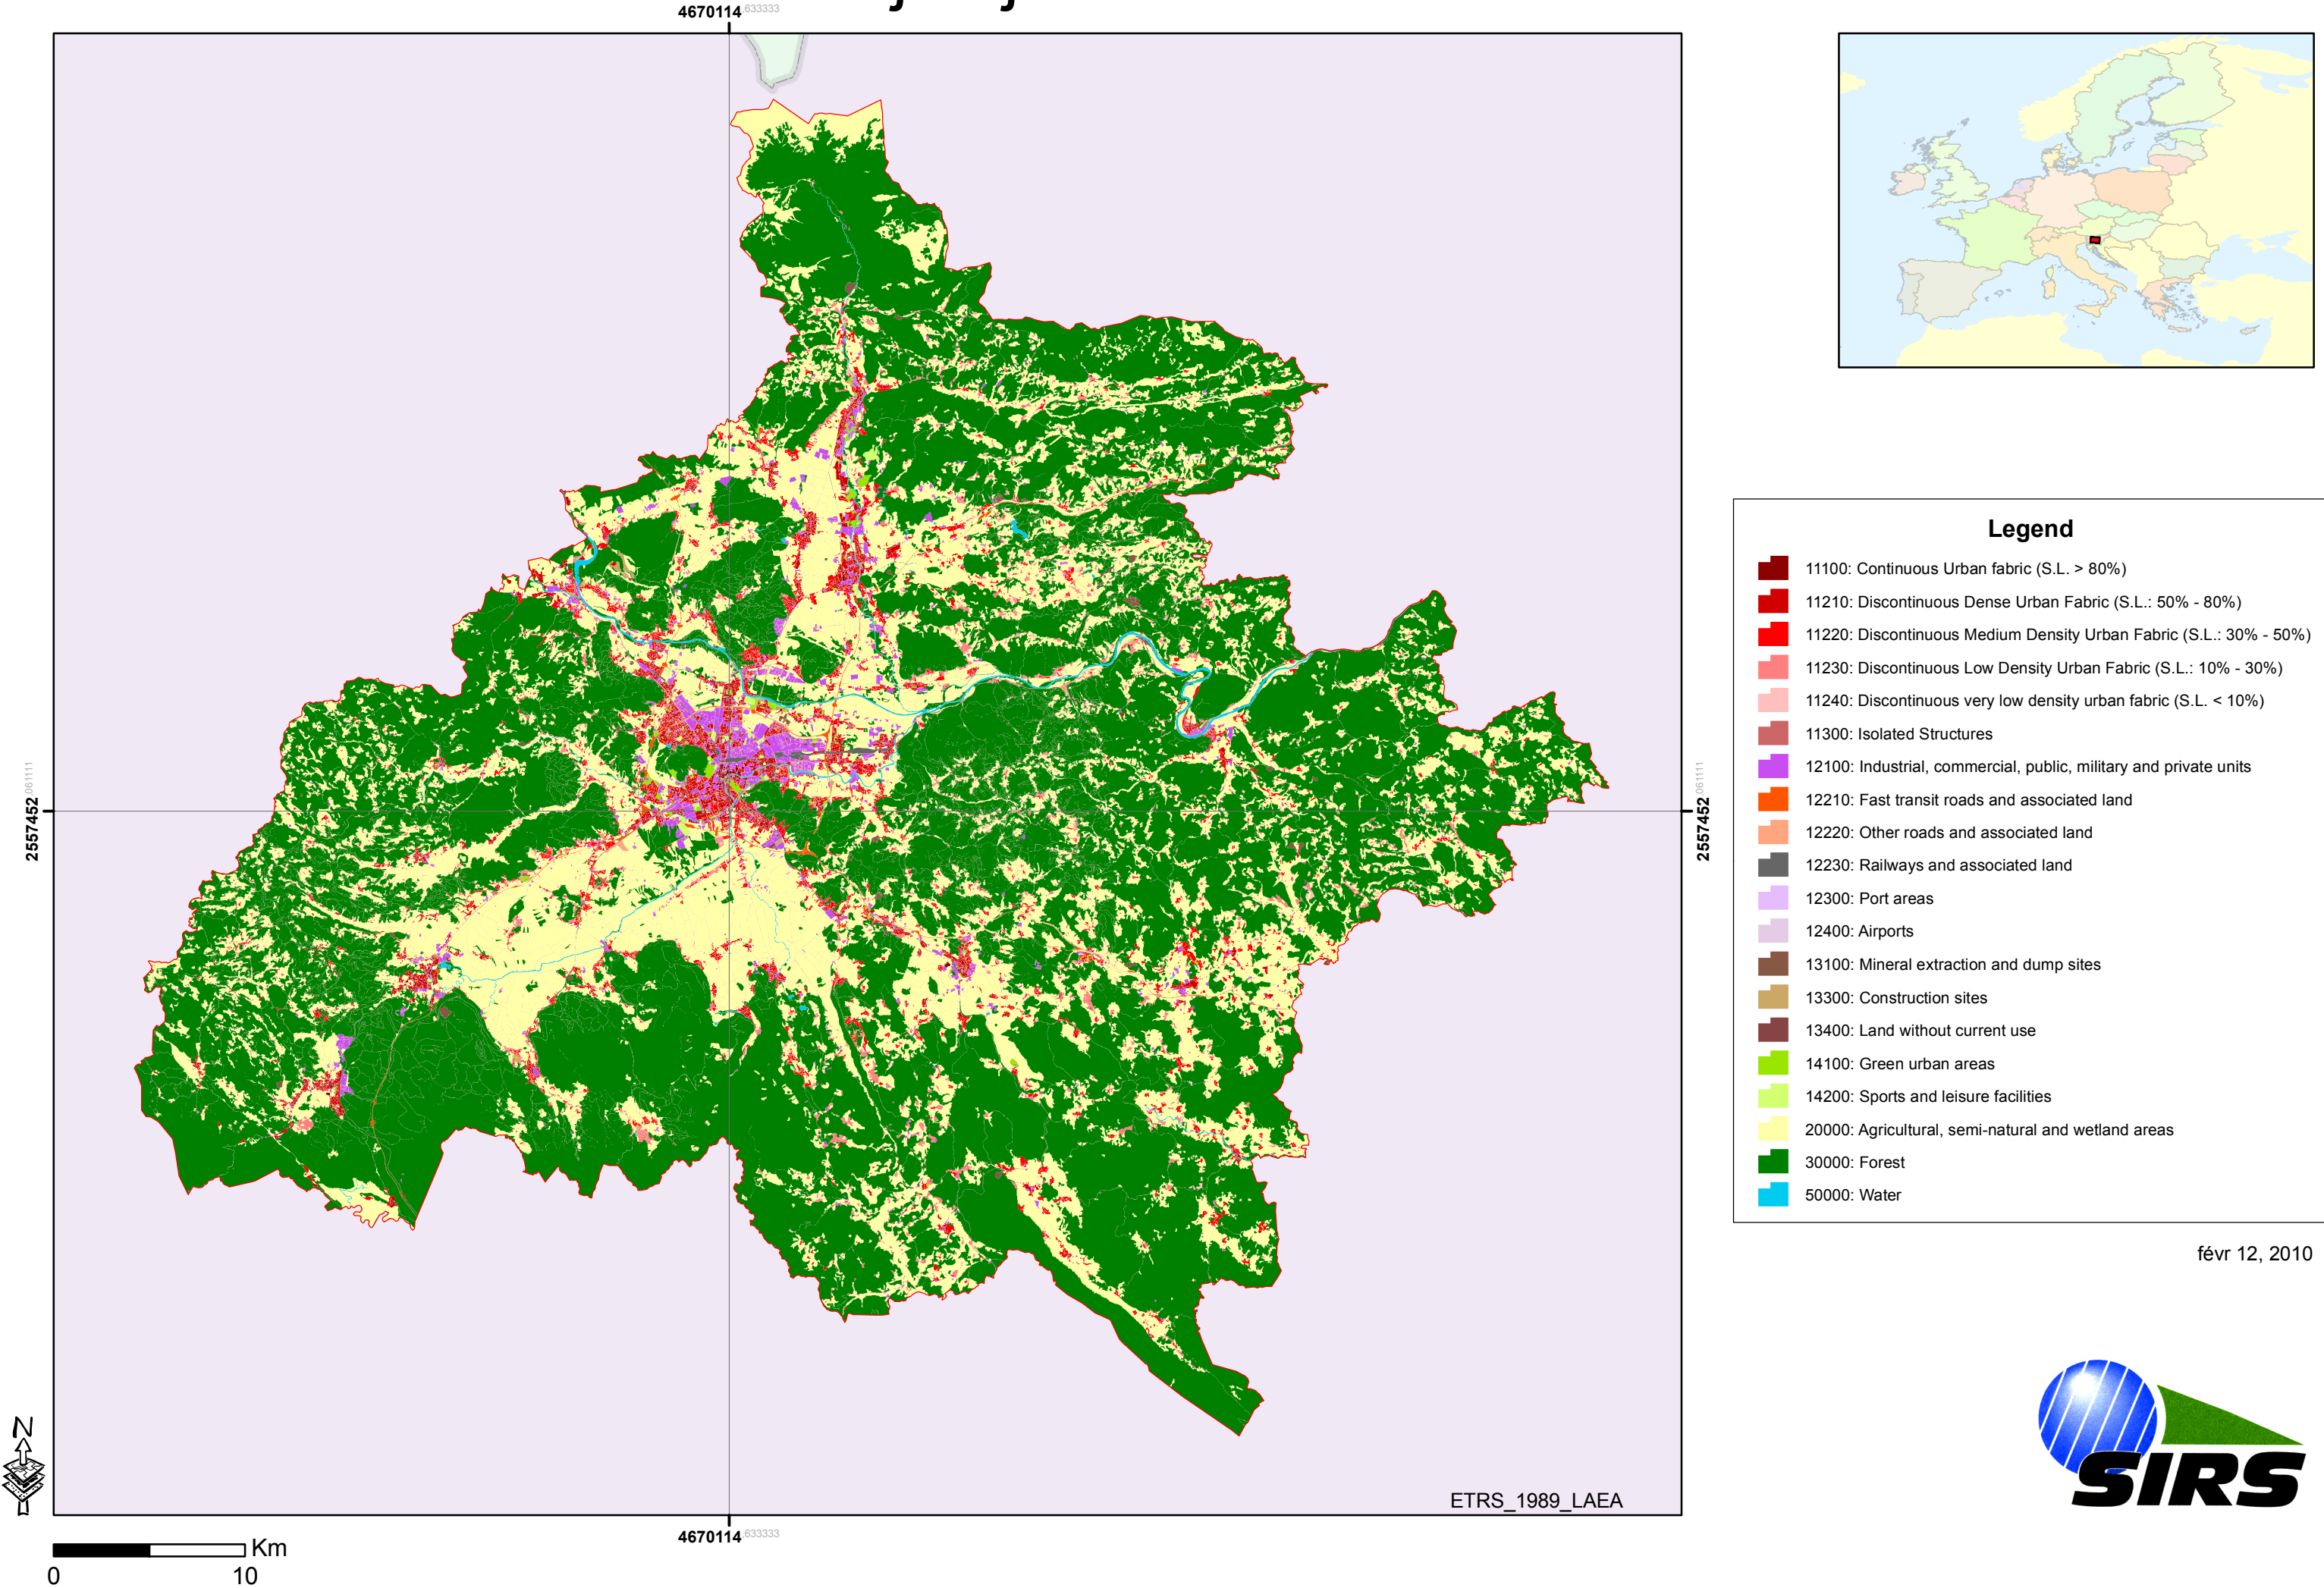 4670114,633333
2557452,061111
2557452,061111
4670114,633333
ETRS_1989_LAEA
N
Km
0 10
Legend
11100: Continuous Urban fabric (S.L. > 80%)
11210: Discontinuous Dense Urban Fabric (S.L.: 50% - 80%)
11220: Discontinuous Medium Density Urban Fabric (S.L.: 30% - 50%)
11230: Discontinuous Low Density Urban Fabric (S.L.: 10% - 30%)
11240: Discontinuous very low density urban fabric (S.L. < 10%)
11300: Isolated Structures
12100: Industrial, commercial, public, military and private units
12210: Fast transit roads and associated land
12220: Other roads and associated land
12230: Railways and associated land
12300: Port areas
12400: Airports
13100: Mineral extraction and dump sites
13300: Construction sites
13400: Land without current use
14100: Green urban areas
14200: Sports and leisure facilities
20000: Agricultural, semi-natural and wetland areas
30000: Forest
50000: Water
févr 12, 2010
SIRS